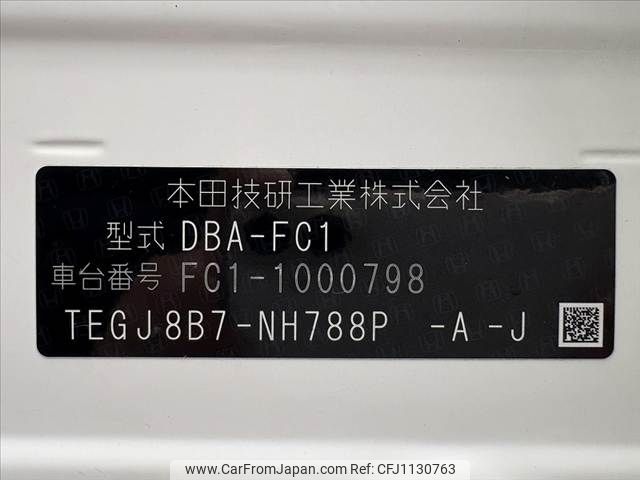 本田技研工業株式会社
型式 DBA-FC1
車台番号 FC1-1000798
TEGJ8B7-NH788P -A -J
www.CarFromJapan.com | Car Ref: CFJ1130763